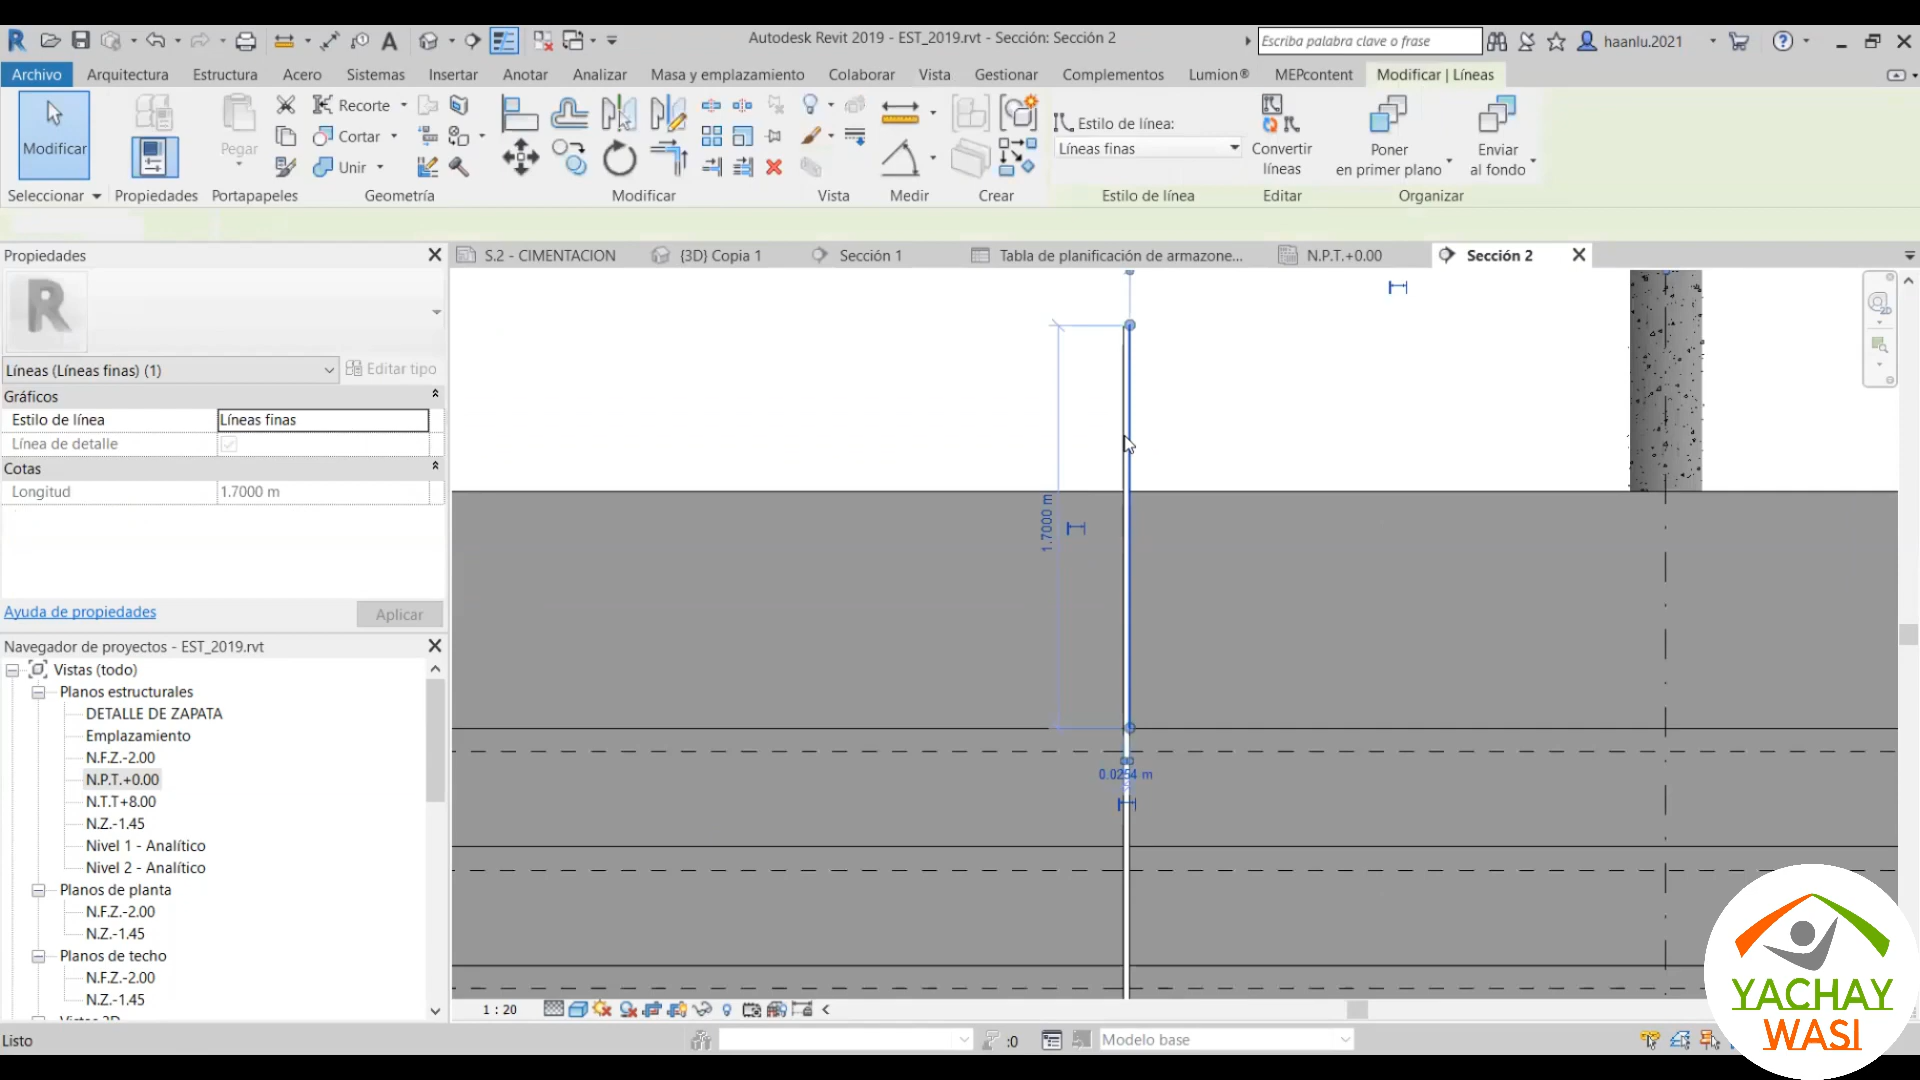 Autodesk Revit 2019 - EST_2019.rvt - Sección: Sección 2
Escriba palabra clave o frase
haanlu.2021
Archivo Arquitectura Estructura Acero Sistemas Insertar Anotar Analizar Masa y emplazamiento Colaborar Vista Gestionar Complementos Lumion® MEPcontent Modificar | Líneas
Modificar
Pegar
Recorte
Cortar
Unir
Estilo de línea:
Líneas finas
Convertir
líneas
Poner
en primer plano
Enviar
al fondo
Seleccionar Propiedades Portapapeles Geometría Modificar Vista Medir Crear Estilo de línea Editar Organizar
Propiedades
S.2 - CIMENTACION {3D} Copia 1 Sección 1 Tabla de planificación de armazone... N.P.T.+0.00 Sección 2
R
Líneas (Líneas finas) (1)
Editar tipo
Gráficos
Estilo de línea Líneas finas
Línea de detalle
Cotas
Longitud 1.7000 m
Ayuda de propiedades
Aplicar
Navegador de proyectos - EST_2019.rvt
Vistas (todo)
Planos estructurales
DETALLE DE ZAPATA
Emplazamiento
N.F.Z.-2.00
N.P.T.+0.00
N.T.T+8.00
N.Z.-1.45
Nivel 1 - Analítico
Nivel 2 - Analítico
Planos de planta
N.F.Z.-2.00
N.Z.-1.45
Planos de techo
N.F.Z.-2.00
N.Z.-1.45
1.7000 m
0.0254 m
2D
1 : 20
Listo
:0
Modelo base
YACHAY
WASI